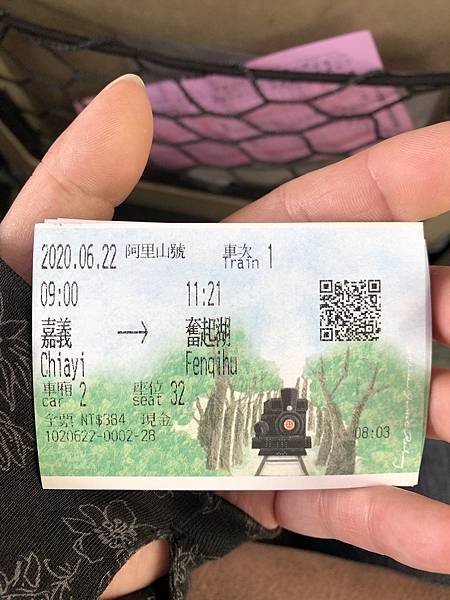 2020.06.22 阿里山號 車次 1
Train
09:00 11:21
嘉義 → 奮起湖
Chiayi Fenqihu
車廂 2 座位 32
car seat
NT$384 現金
1020622-0002-28 08:03